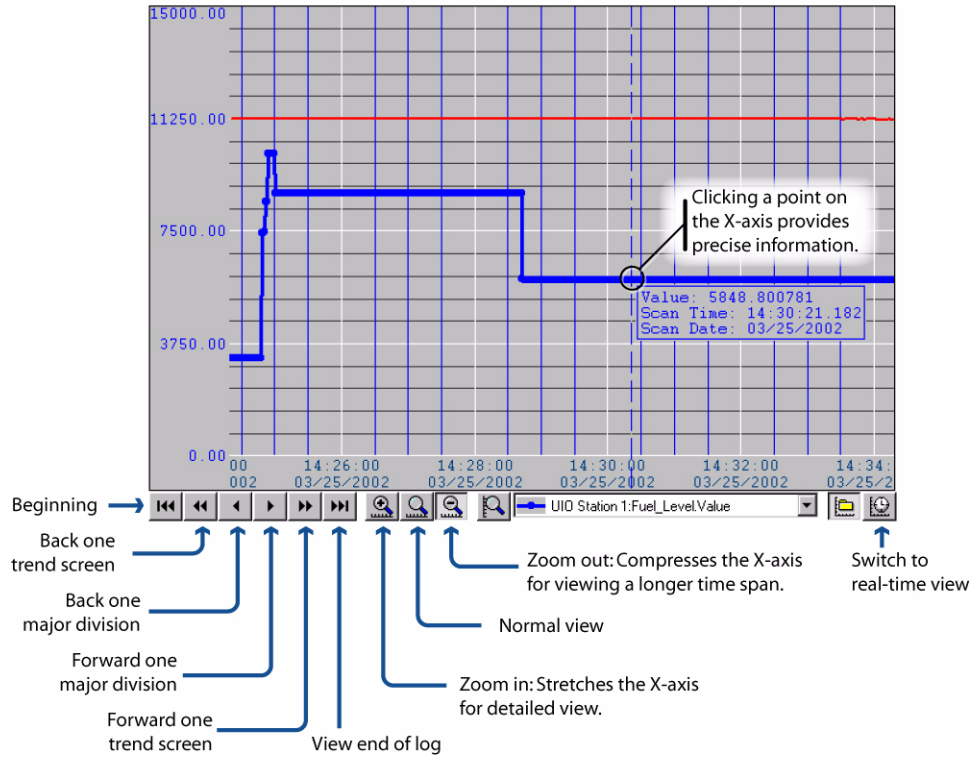 15000.00
11250.00
7500.00
3750.00
0.00
Clicking a point on
the X-axis provides
precise information.
Value: 5848.800781
Scan Time: 14:30:21.182
Scan Date: 03/25/2002
00 14:26:00 14:28:00 14:30:00 14:32:00 14:34:
002 03/25/2002 03/25/2002 03/25/2002 03/25/2002 03/25/2
Beginning
UIO Station 1:Fuel_Level.Value
Back one
trend screen
Back one
major division
Forward one
major division
Forward one
trend screen
View end of log
Zoom in: Stretches the X-axis
for detailed view.
Normal view
Zoom out: Compresses the X-axis
for viewing a longer time span.
Switch to
real-time view